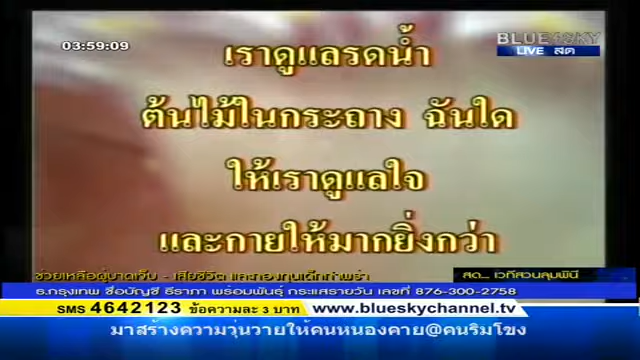 03:59:09
BLUE SKY
LIVE สด
เราดูแลรดน้ำ
ต้นไม้ในกระถาง ฉันใด
ให้เราดูแลใจ
และกายให้มากยิ่งกว่า
ช่วยเหลือผู้บาดเจ็บ - เสียชีวิต และกองทุนเด็กกำพร้า
สด... เวทีสวนลุมพินี
ธ.กรุงเทพ ชื่อบัญชี ธีราภา พร้อมพันธุ์ กระแสรายวัน เลขที่ 876-300-2758
SMS 4642123 ข้อความละ 3 บาท www.blueskychannel.tv
มาสร้างความวุ่นวายให้คนหนองคาย@คนริมโขง